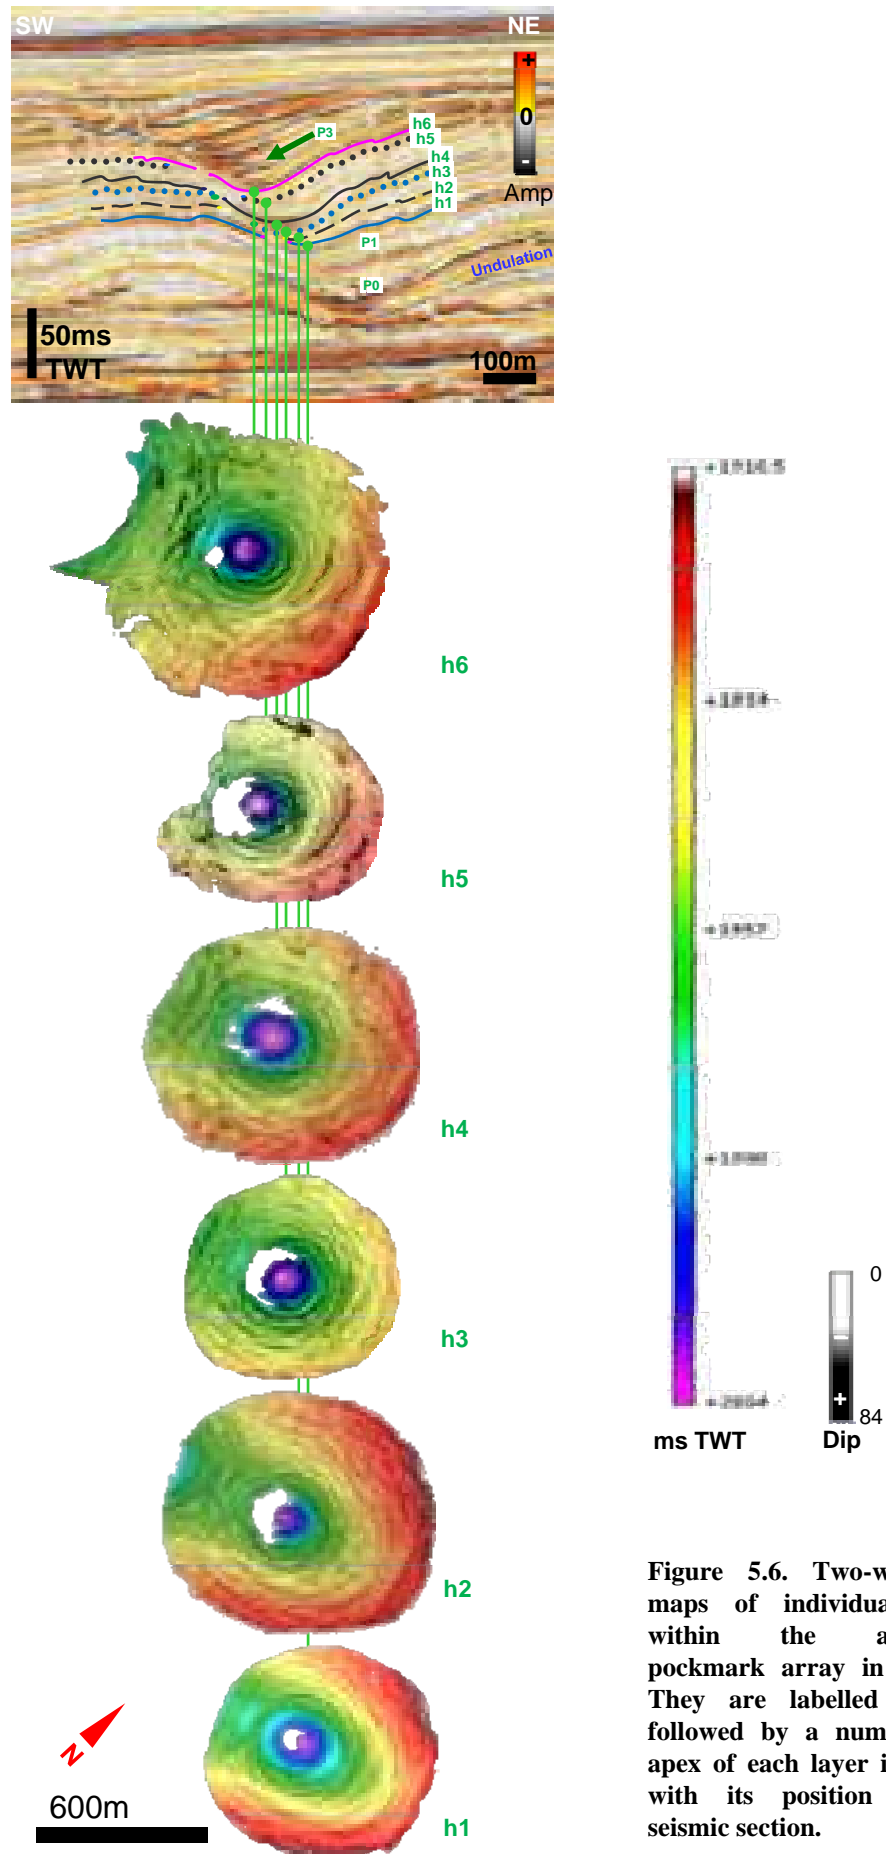 SW
NE
+
0
-
Amp
P3
h6
h5
h4
h3
h2
h1
P1
P0
Undulation
50ms
TWT
100m
h6
h5
h4
h3
h2
h1
N
600m
ms TWT
0
+
84
Dip
Figure 5.6. Two-w
maps of individua
within the a
pockmark array in
They are labelled
followed by a num
apex of each layer i
with its position
seismic section.